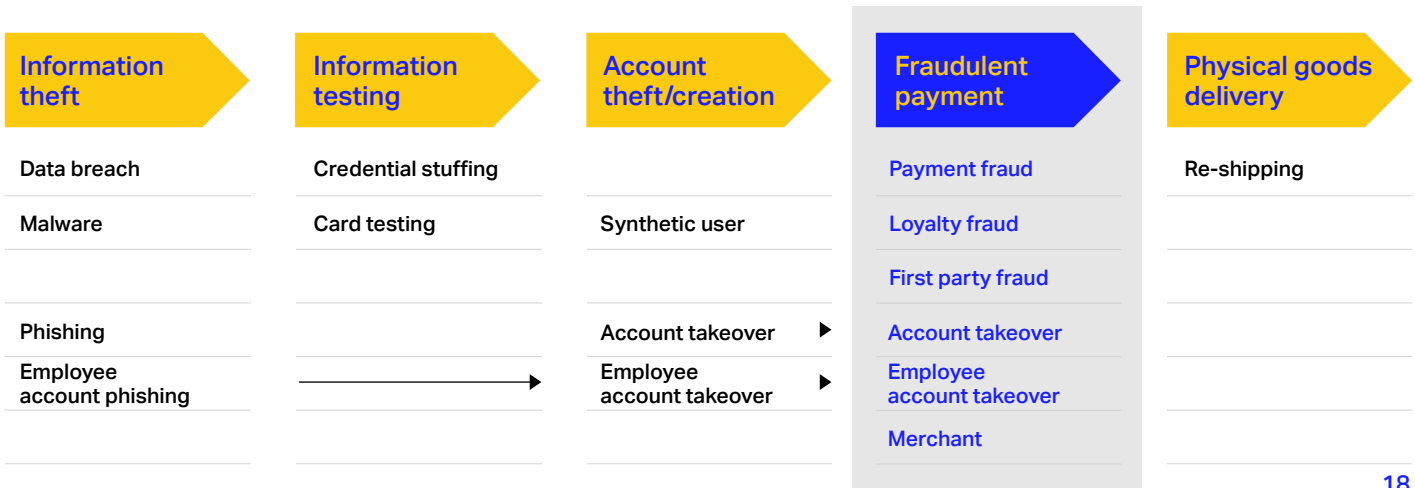 Information
theft
Information
testing
Account
theft/creation
Fraudulent
payment
Physical goods
delivery
Data breach
Credential stuffing
Payment fraud
Re-shipping
Malware
Card testing
Synthetic user
Loyalty fraud
First party fraud
Phishing
Account takeover
Account takeover
Employee
account phishing
Employee
account takeover
Employee
account takeover
Merchant
18